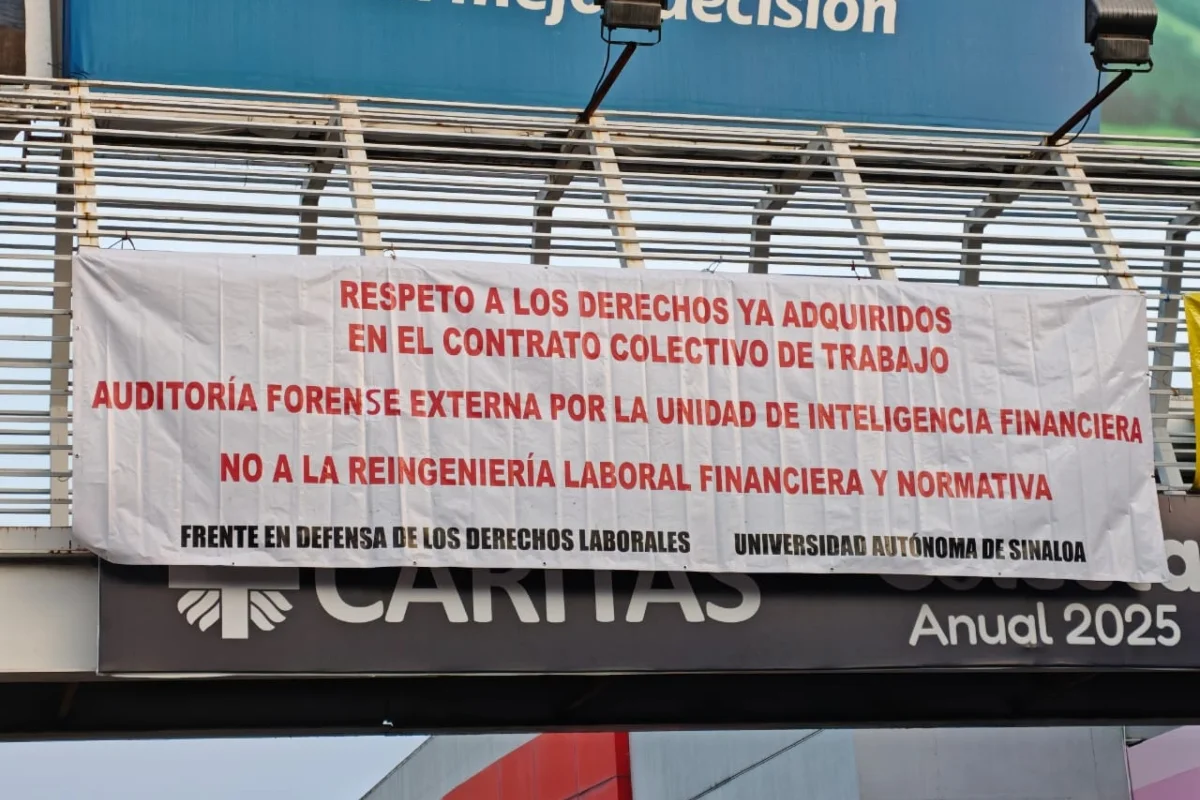 decisión
RESPETO A LOS DERECHOS YA ADQUIRIDOS
EN EL CONTRATO COLECTIVO DE TRABAJO
AUDITORÍA FORENSE EXTERNA POR LA UNIDAD DE INTELIGENCIA FINANCIERA
NO A LA REINGENIERÍA LABORAL FINANCIERA Y NORMATIVA
FRENTE EN DEFENSA DE LOS DERECHOS LABORALES UNIVERSIDAD AUTÓNOMA DE SINALOA
CARITAS
Anual 2025